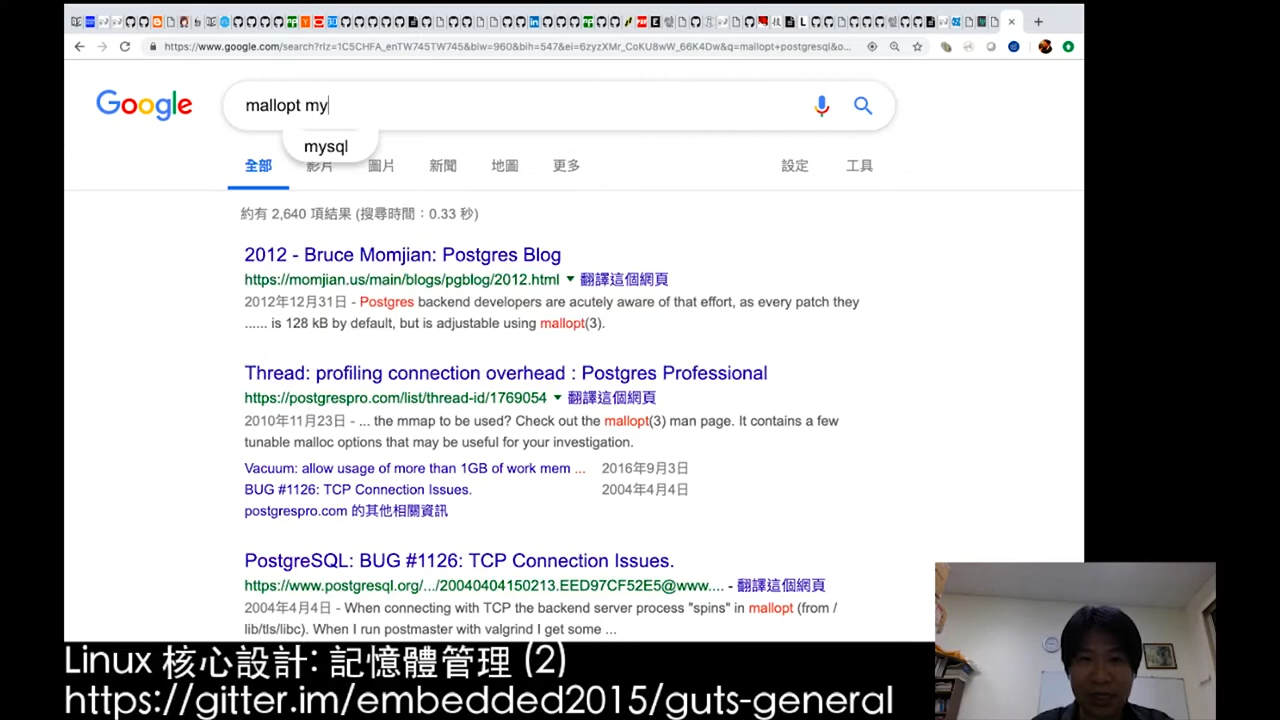 https://www.google.com/search?rlz=1C5CHFA_enTW745TW745&biw=960&bih=547&ei=6zyzXMr_CoKU8wW_66K4Dw&q=mallopt+postgresql&o...
Google
mallopt my
mysql
全部 影片 圖片 新聞 地圖 更多 設定 工具
約有 2,640 項結果 (搜尋時間：0.33 秒)
2012 - Bruce Momjian: Postgres Blog
https://momjian.us/main/blogs/pgblog/2012.html ▼ 翻譯這個網頁
2012年12月31日 - Postgres backend developers are acutely aware of that effort, as every patch they
...... is 128 kB by default, but is adjustable using mallopt(3).
Thread: profiling connection overhead : Postgres Professional
https://postgrespro.com/list/thread-id/1769054 ▼ 翻譯這個網頁
2010年11月23日 - ... the mmap to be used? Check out the mallopt(3) man page. It contains a few
tunable malloc options that may be useful for your investigation.
Vacuum: allow usage of more than 1GB of work mem ... 2016年9月3日
BUG #1126: TCP Connection Issues. 2004年4月4日
postgrespro.com 的其他相關資訊
PostgreSQL: BUG #1126: TCP Connection Issues.
https://www.postgresql.org/.../20040404150213.EED97CF52E5@www.... - 翻譯這個網頁
2004年4月4日 - When connecting with TCP the backend server process "spins" in mallopt (from /
lib/tls/libc). When I run postmaster with valgrind I get some ...
Linux 核心設計: 記憶體管理 (2)
https://gitter.im/embedded2015/guts-general